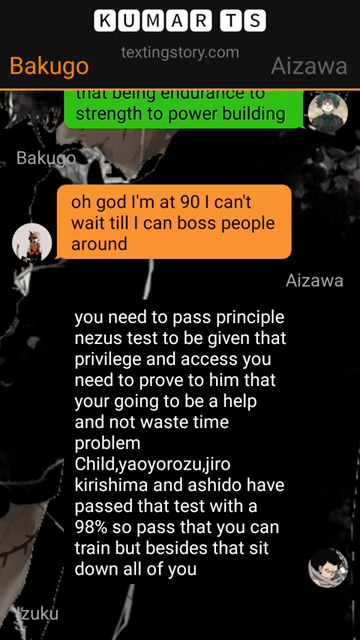 KUMAR TS
textingstory.com
Bakugo
Aizawa
that being endurance to
strength to power building
Bakugo
oh god I'm at 90 I can't
wait till I can boss people
around
Aizawa
you need to pass principle
nezus test to be given that
privilege and access you
need to prove to him that
your going to be a help
and not waste time
problem
Child,yaoyorozu,jiro
kirishima and ashido have
passed that test with a
98% so pass that you can
train but besides that sit
down all of you
Izuku